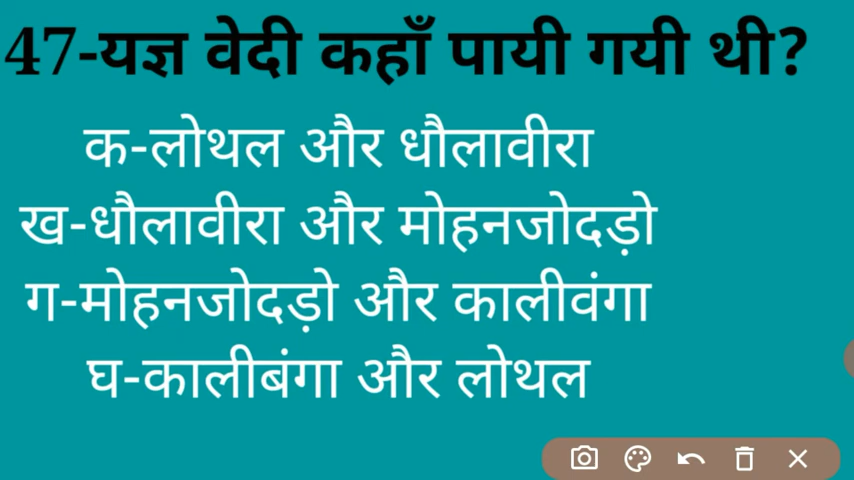 47-यज्ञ वेदी कहाँ पायी गयी थी?
क-लोथल और धौलावीरा
ख-धौलावीरा और मोहनजोदड़ो
ग-मोहनजोदड़ो और कालीवंगा
घ-कालीबंगा और लोथल